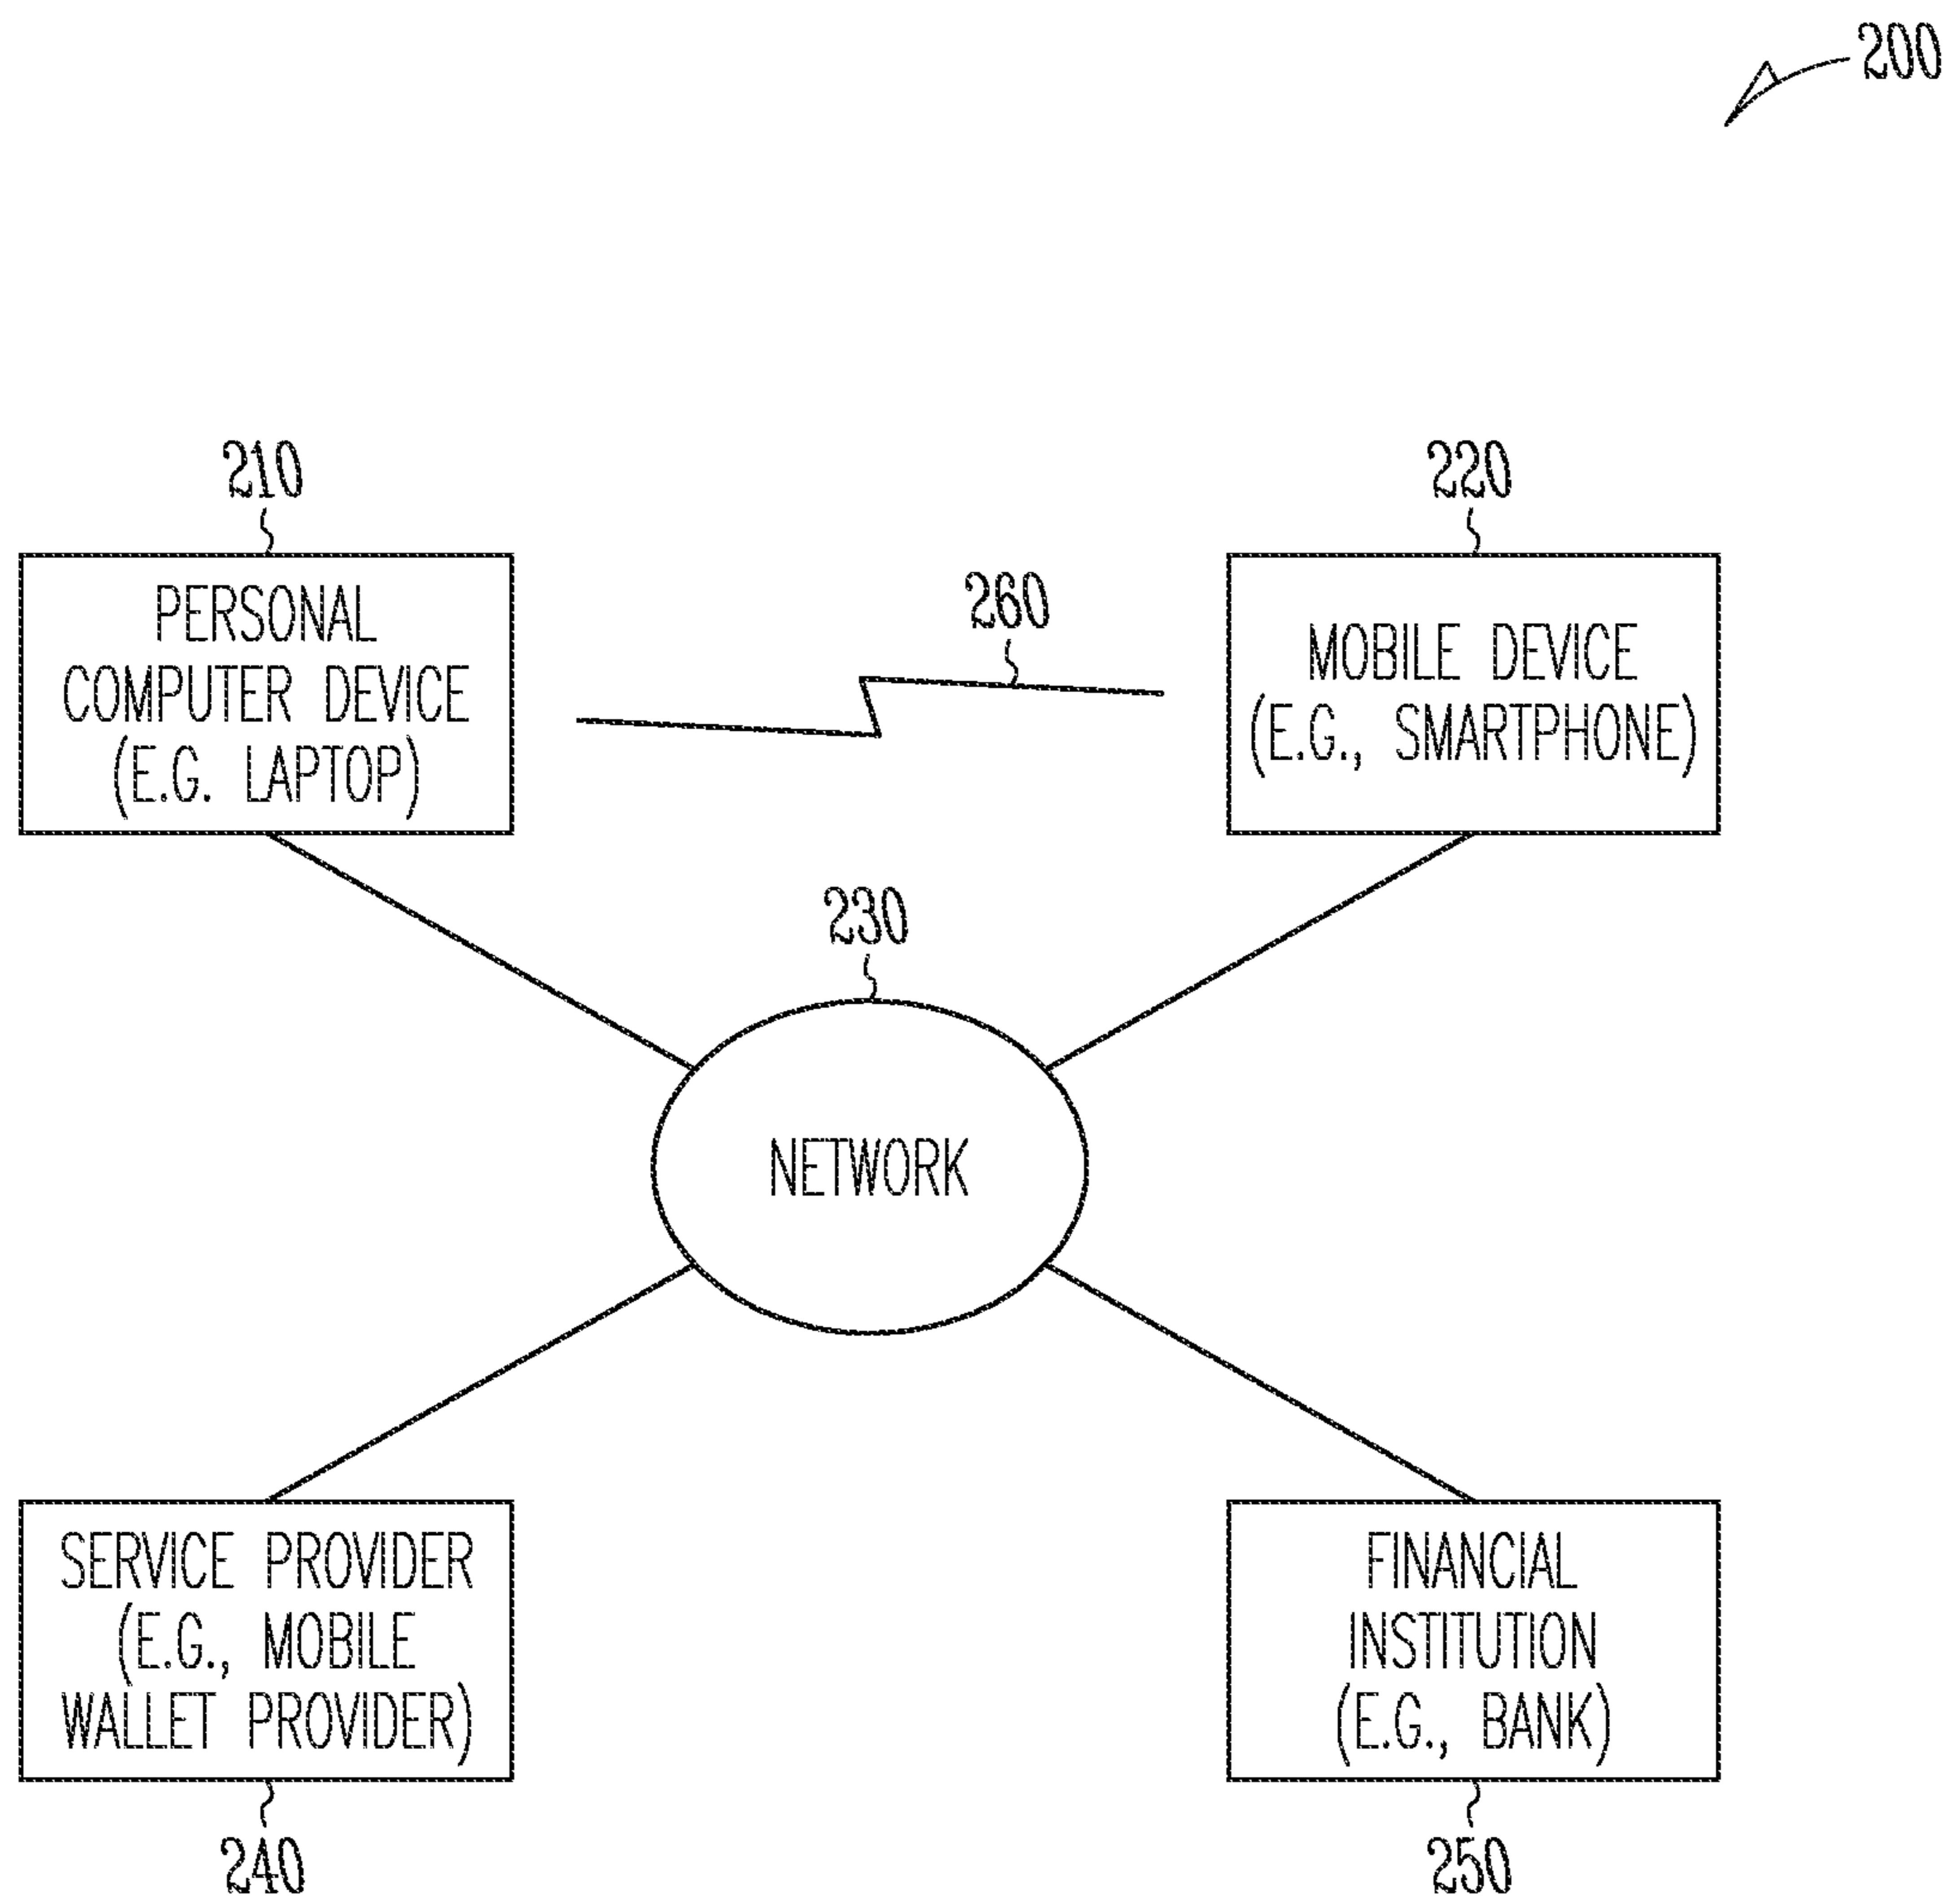 200
210
PERSONAL
COMPUTER DEVICE
(E.G. LAPTOP)
260
220
MOBILE DEVICE
(E.G., SMARTPHONE)
230
NETWORK
SERVICE PROVIDER
(E.G., MOBILE
WALLET PROVIDER)
240
FINANCIAL
INSTITUTION
(E.G., BANK)
250